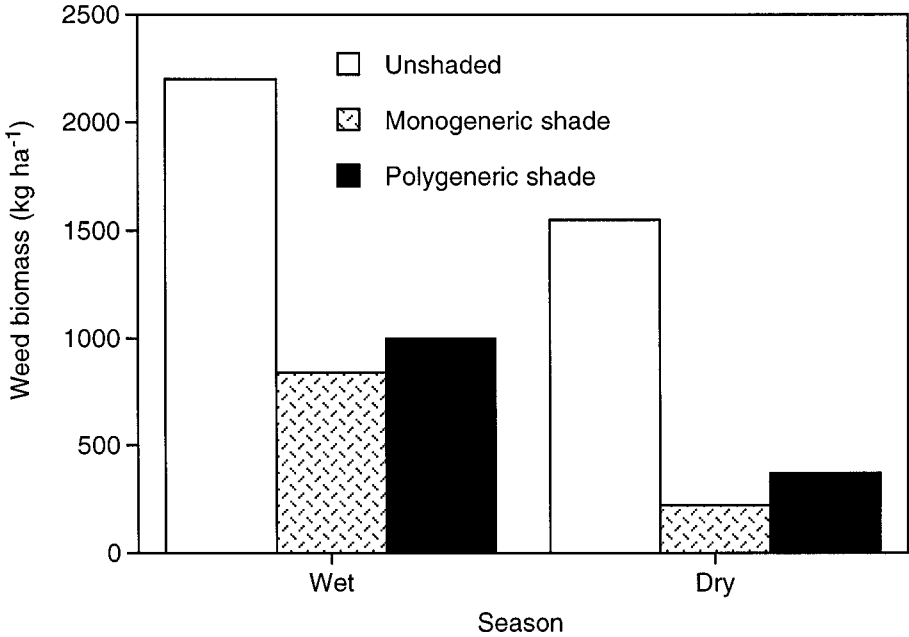 2500
2000
1500
1000
500
0
Weed biomass (kg ha-1)
Unshaded
Monogeneric shade
Polygeneric shade
Wet
Dry
Season